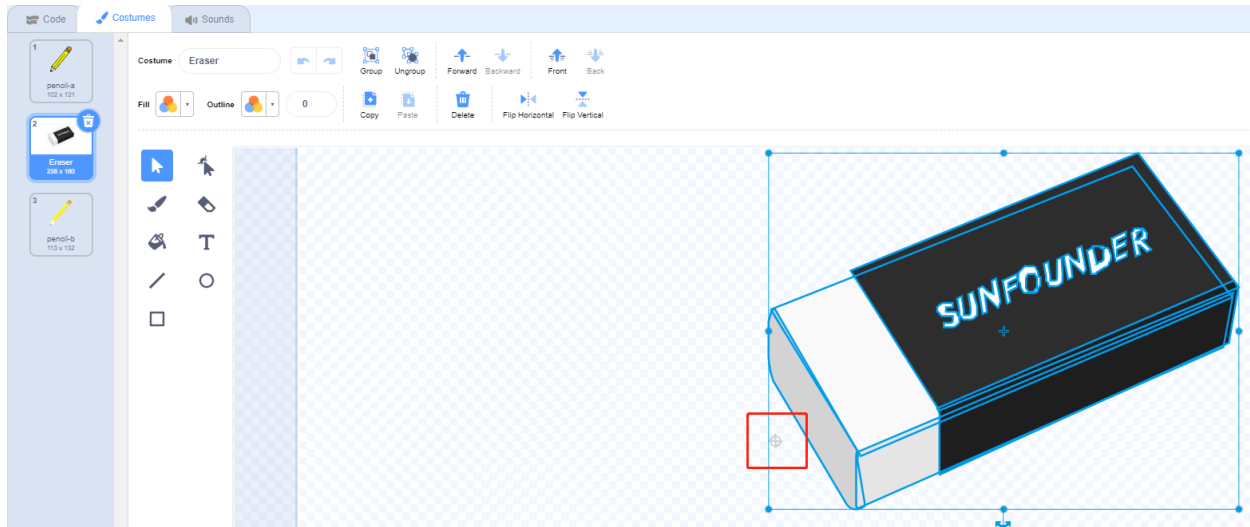 Code Costumes Sounds
1
pencil-a
102 x 121
2
Eraser
238 x 180
3
pencil-b
113 x 132
Costume Eraser
Group Ungroup Forward Backward Front Back
Fill Outline 0
Copy Paste Delete Flip Horizontal Flip Vertical
T
SUNFOUNDER